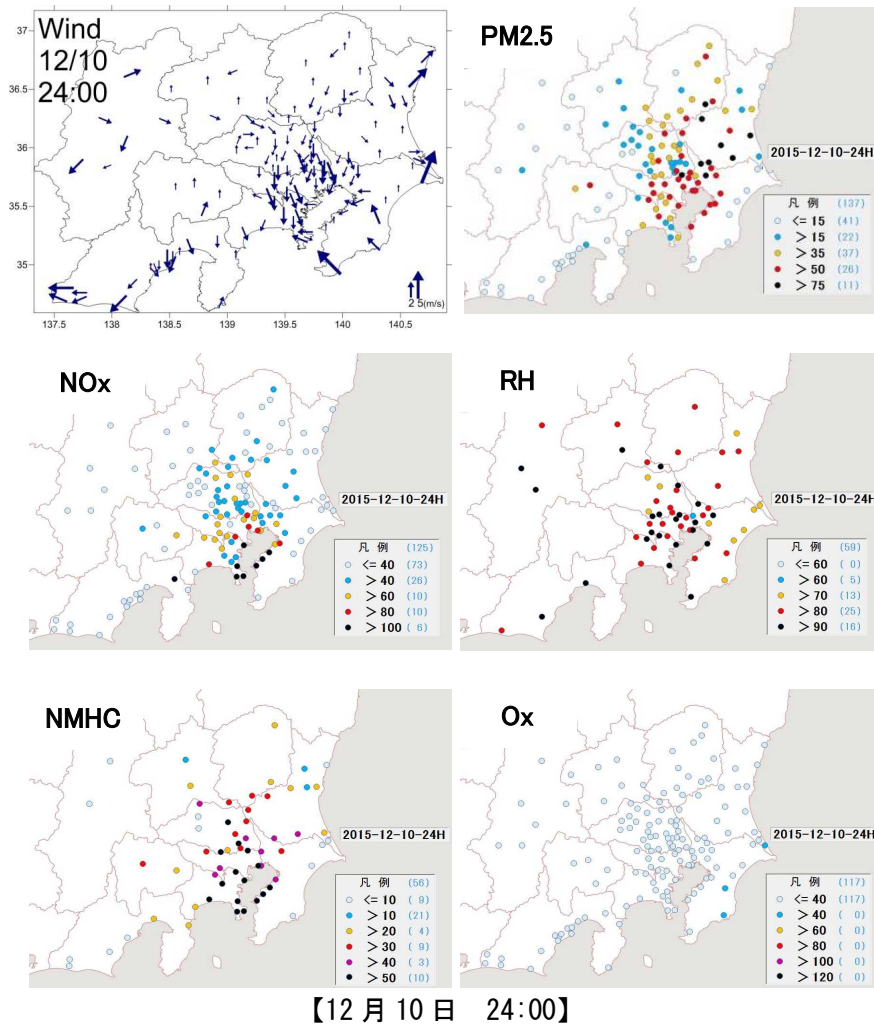 Wind
12/10
24:00
37
36.5
36
35.5
35
137.5 138 138.5 139 139.5 140 140.5
2 5(m/s)
PM2.5
2015-12-10-24H
凡 例 (137)
<= 15 (41)
> 15 (22)
> 35 (37)
> 50 (26)
> 75 (11)
NOx
2015-12-10-24H
凡 例 (125)
<= 40 (73)
> 40 (26)
> 60 (10)
> 80 (10)
> 100 ( 6)
RH
2015-12-10-24H
凡 例 (59)
<= 60 ( 0)
> 60 ( 5)
> 70 (13)
> 80 (25)
> 90 (16)
NMHC
2015-12-10-24H
凡 例 (56)
<= 10 ( 9)
> 10 (21)
> 20 ( 4)
> 30 ( 9)
> 40 ( 3)
> 50 (10)
Ox
2015-12-10-24H
凡 例 (117)
<= 40 (117)
> 40 ( 0)
> 60 ( 0)
> 80 ( 0)
> 100 ( 0)
> 120 ( 0)
【12 月 10 日 24:00】